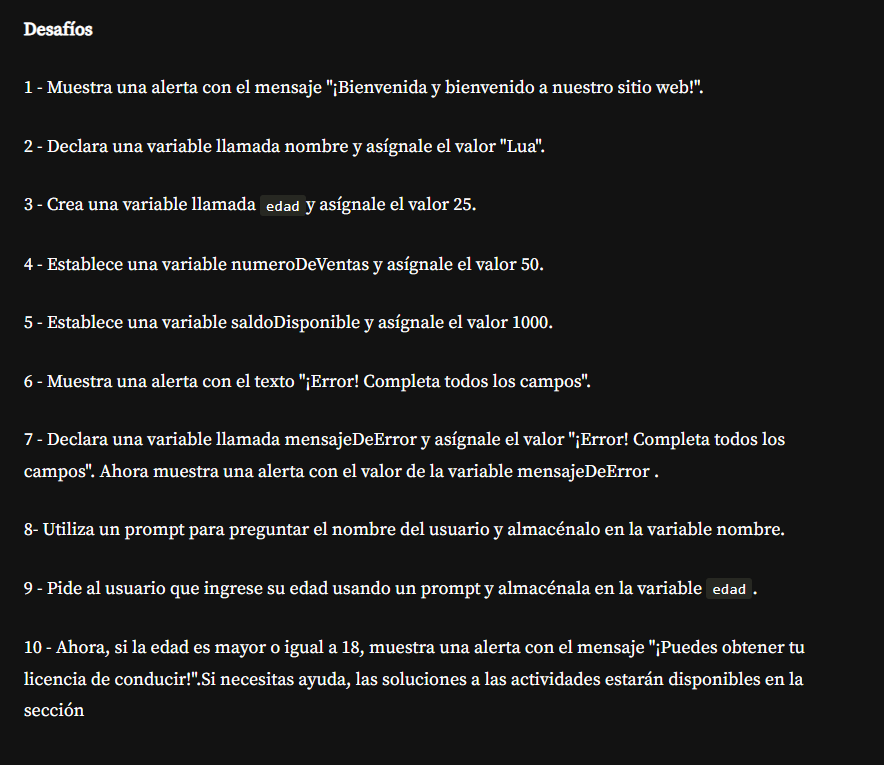 Desafíos
1 - Muestra una alerta con el mensaje "¡Bienvenida y bienvenido a nuestro sitio web!".
2 - Declara una variable llamada nombre y asígnale el valor "Lua".
3 - Crea una variable llamada edad y asígnale el valor 25.
4 - Establece una variable numeroDeVentas y asígnale el valor 50.
5 - Establece una variable saldoDisponible y asígnale el valor 1000.
6 - Muestra una alerta con el texto "¡Error! Completa todos los campos".
7 - Declara una variable llamada mensajeDeError y asígnale el valor "¡Error! Completa todos los
campos". Ahora muestra una alerta con el valor de la variable mensajeDeError .
8- Utiliza un prompt para preguntar el nombre del usuario y almacénalo en la variable nombre.
9 - Pide al usuario que ingrese su edad usando un prompt y almacénala en la variable edad .
10 - Ahora, si la edad es mayor o igual a 18, muestra una alerta con el mensaje "¡Puedes obtener tu
licencia de conducir!".Si necesitas ayuda, las soluciones a las actividades estarán disponibles en la
sección